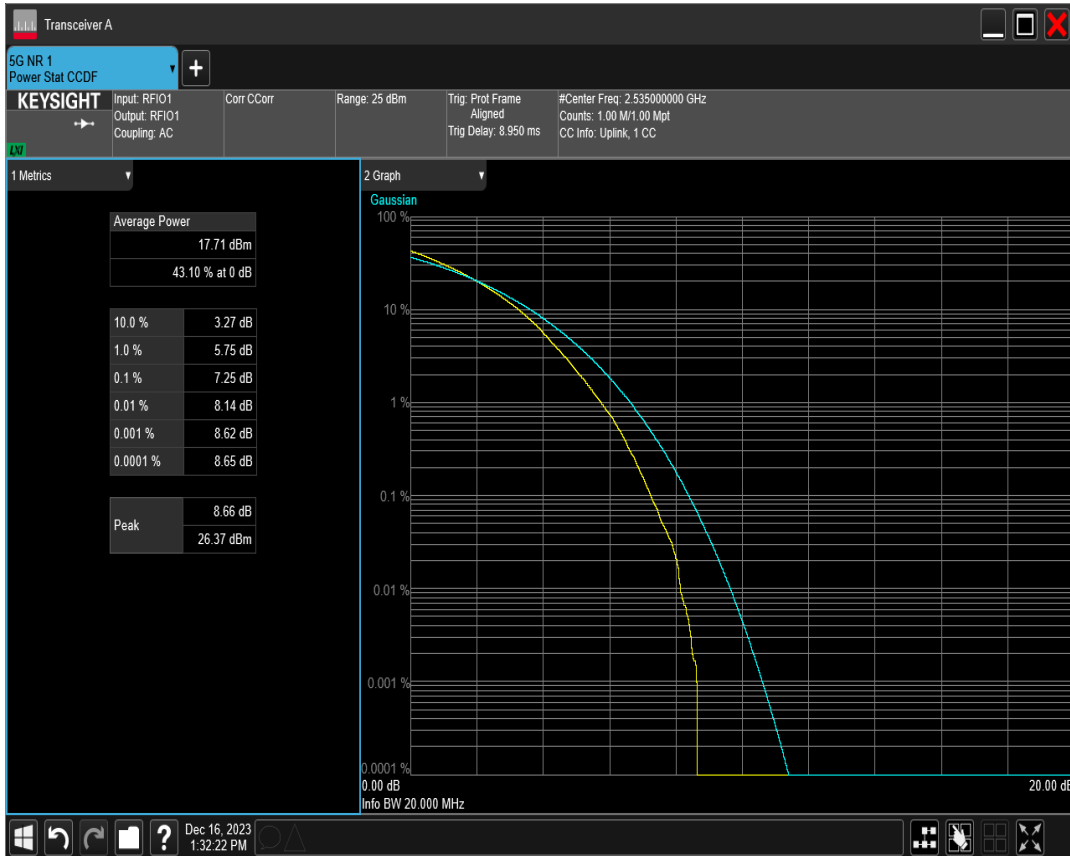 Transceiver A
5G NR 1
Power Stat CCDF
KEYSIGHT
LXI
Input: RFIO1
Output: RFIO1
Coupling: AC
Corr CCorr
Range: 25 dBm
Trig: Prot Frame
Aligned
Trig Delay: 8.950 ms
#Center Freq: 2.535000000 GHz
Counts: 1.00 M/1.00 Mpt
CC Info: Uplink, 1 CC
1 Metrics
Average Power
17.71 dBm
43.10 % at 0 dB
10.0 % 3.27 dB
1.0 % 5.75 dB
0.1 % 7.25 dB
0.01 % 8.14 dB
0.001 % 8.62 dB
0.0001 % 8.65 dB
Peak
8.66 dB
26.37 dBm
2 Graph
Gaussian
100 %
10 %
1 %
0.1 %
0.01 %
0.001 %
0.0001 %
0.00 dB 20.00 dB
Info BW 20.000 MHz
?
Dec 16, 2023
1:32:22 PM